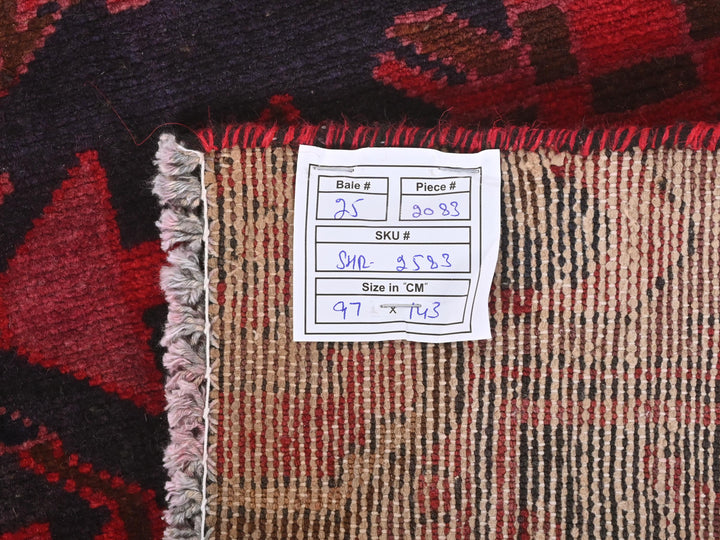 Bale # Piece #
25 2083
SKU #
SHR- 2583
Size in "CM"
97 x 143